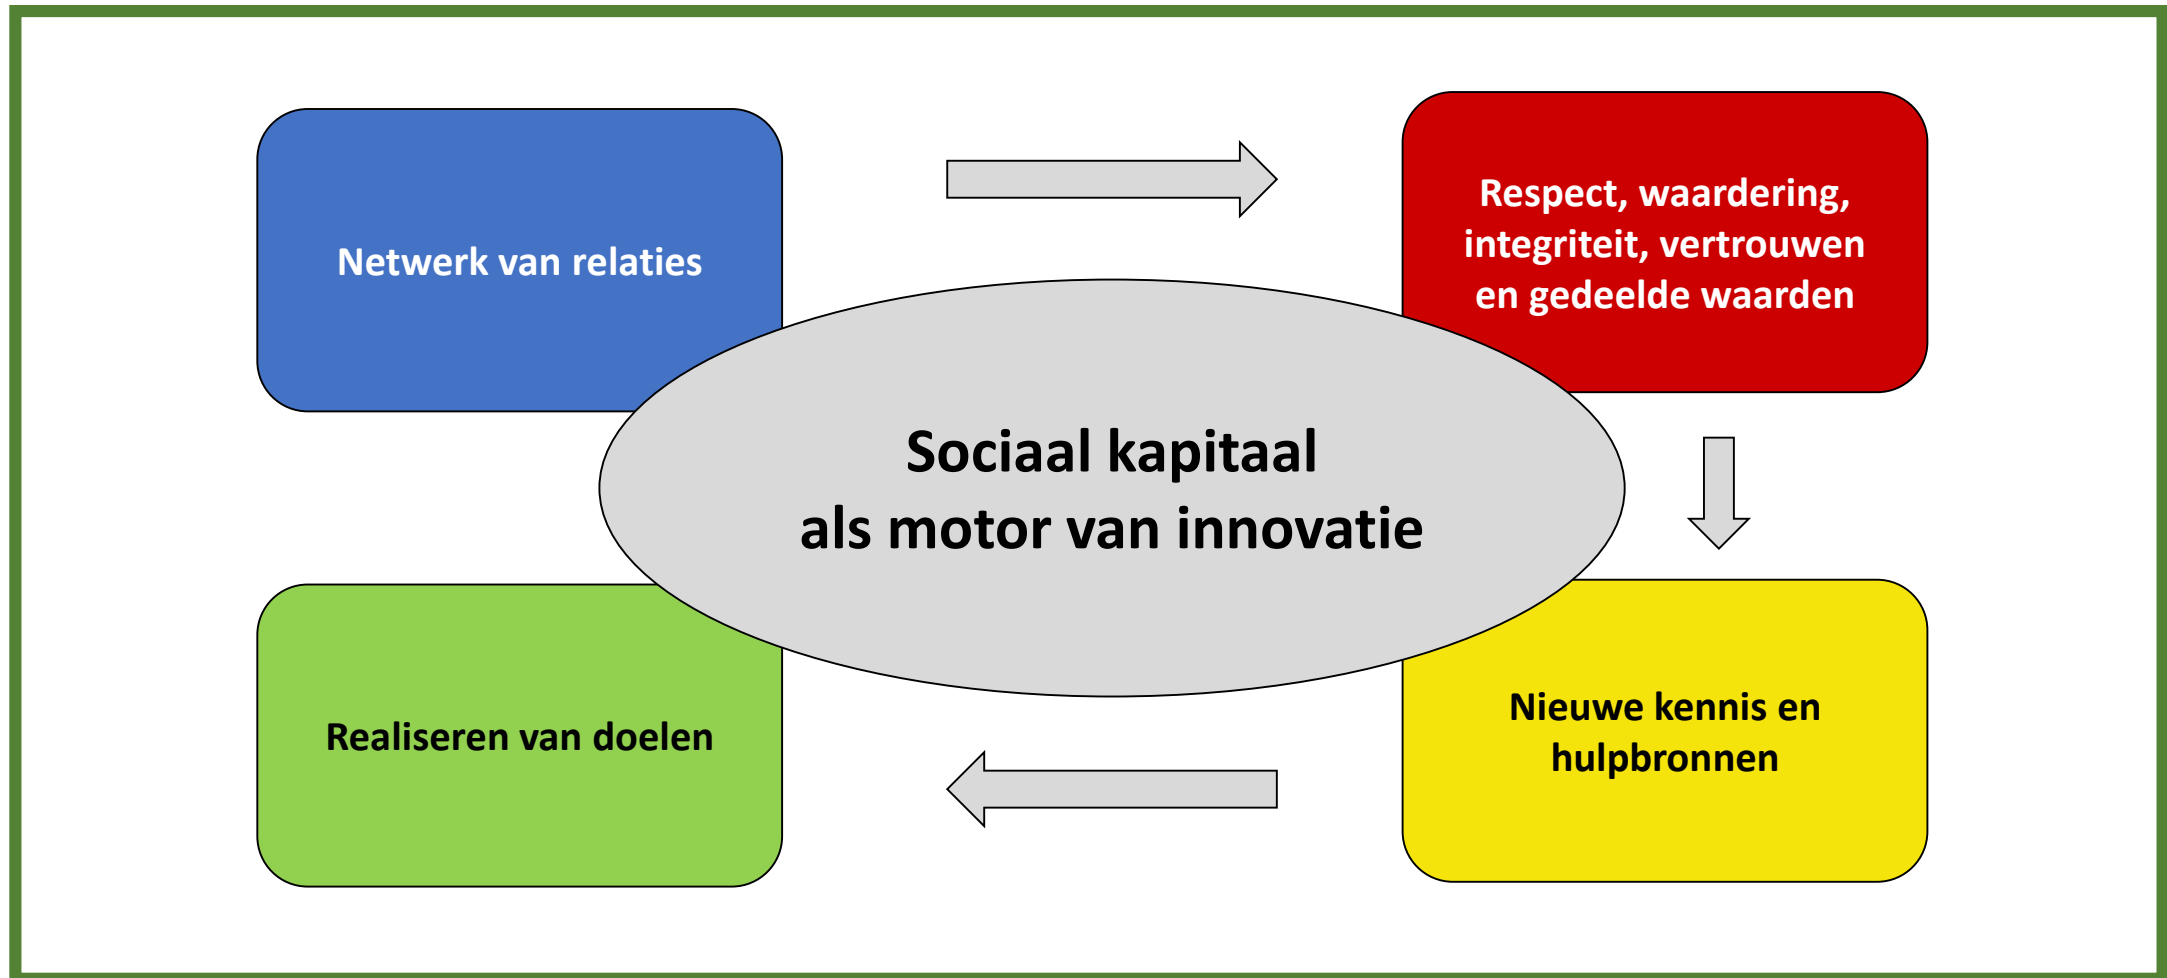 Netwerk van relaties
Respect, waardering,
integriteit, vertrouwen
en gedeelde waarden
Sociaal kapitaal
als motor van innovatie
Realiseren van doelen
Nieuwe kennis en
hulpbronnen